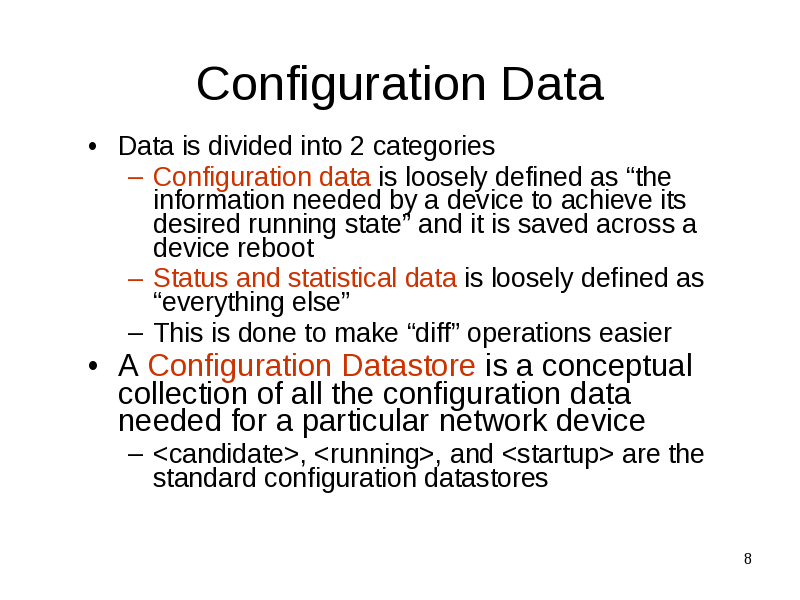 Configuration Data
• Data is divided into 2 categories
– Configuration data is loosely defined as “the
information needed by a device to achieve its
desired running state” and it is saved across a
device reboot
– Status and statistical data is loosely defined as
“everything else”
– This is done to make “diff” operations easier
• A Configuration Datastore is a conceptual
collection of all the configuration data
needed for a particular network device
– <candidate>, <running>, and <startup> are the
standard configuration datastores
8